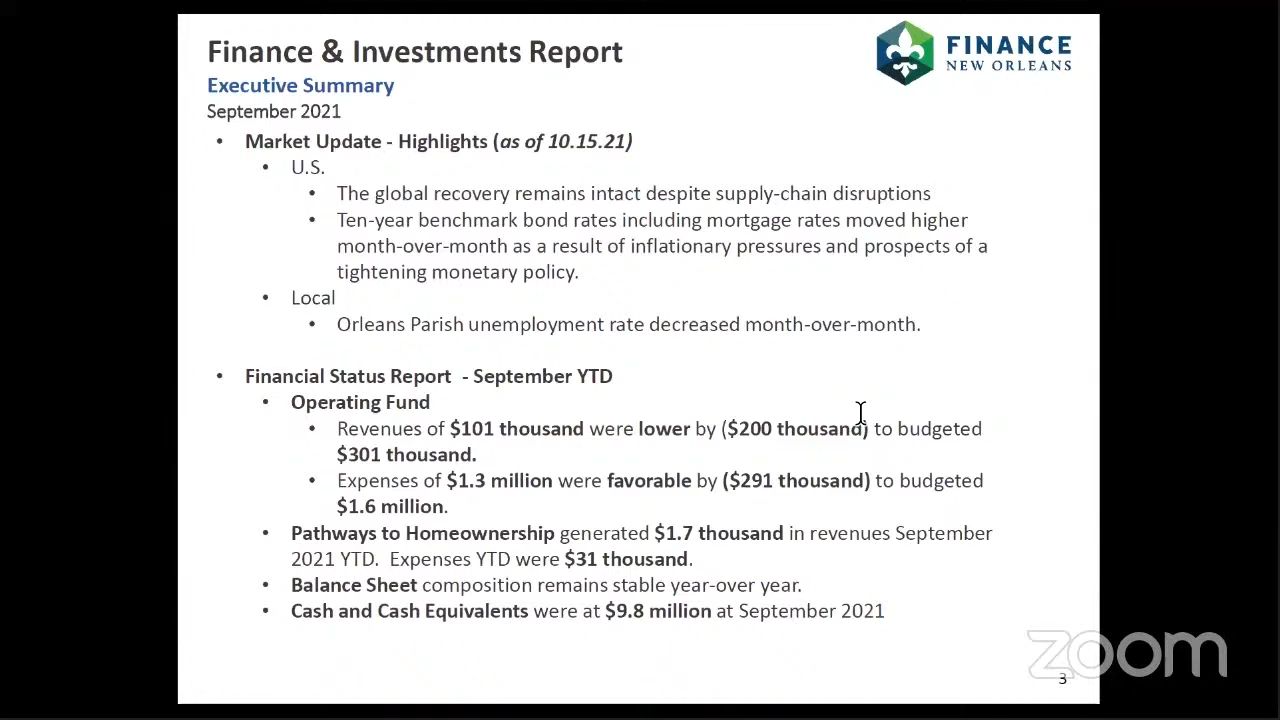 Finance & Investments Report
FINANCE
NEW ORLEANS
Executive Summary
September 2021
• Market Update - Highlights (as of 10.15.21)
• U.S.
• The global recovery remains intact despite supply-chain disruptions
• Ten-year benchmark bond rates including mortgage rates moved higher
month-over-month as a result of inflationary pressures and prospects of a
tightening monetary policy.
• Local
• Orleans Parish unemployment rate decreased month-over-month.
• Financial Status Report - September YTD
• Operating Fund
• Revenues of $101 thousand were lower by ($200 thousand) to budgeted
$301 thousand.
• Expenses of $1.3 million were favorable by ($291 thousand) to budgeted
$1.6 million.
• Pathways to Homeownership generated $1.7 thousand in revenues September
2021 YTD. Expenses YTD were $31 thousand.
• Balance Sheet composition remains stable year-over year.
• Cash and Cash Equivalents were at $9.8 million at September 2021
zoom
3